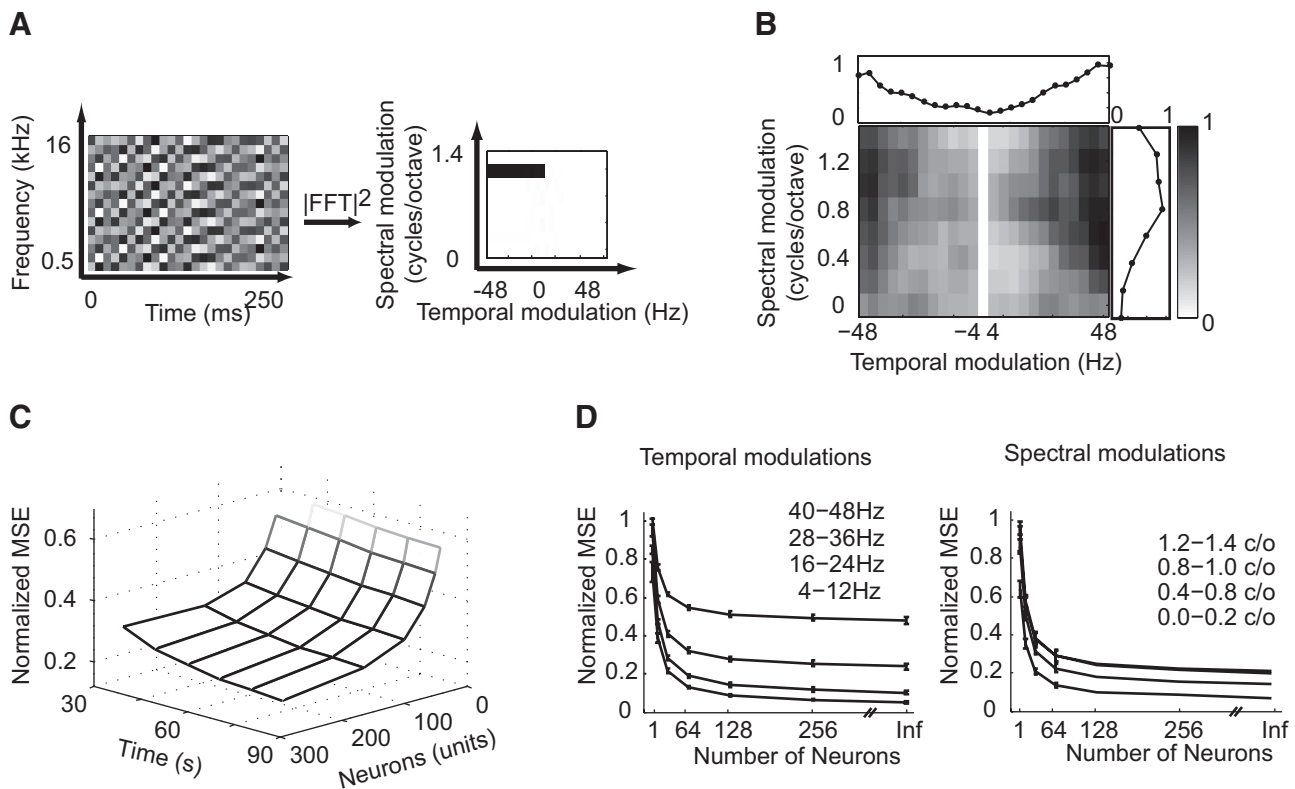 A
Frequency (kHz)
16
0.5
0
250
Time (ms)
|FFT|2
Spectral modulation
(cycles/octave)
1.4
0
-48
0
48
Temporal modulation (Hz)
B
1
0
Spectral modulation
(cycles/octave)
1.2
0.8
0.4
0
−48
−4 4
48
Temporal modulation (Hz)
0
1
1
0
C
Normalized MSE
0.6
0.4
0.2
30
60
90
Time (s)
300
200
100
0
Neurons (units)
D
Temporal modulations
Normalized MSE
1
0.8
0.6
0.4
0.2
0
40−48Hz
28−36Hz
16−24Hz
4−12Hz
1
64
128
256
Inf
Number of Neurons
Spectral modulations
Normalized MSE
1
0.8
0.6
0.4
0.2
0
1.2−1.4 c/o
0.8−1.0 c/o
0.4−0.8 c/o
0.0−0.2 c/o
1
64
128
256
Inf
Number of Neurons